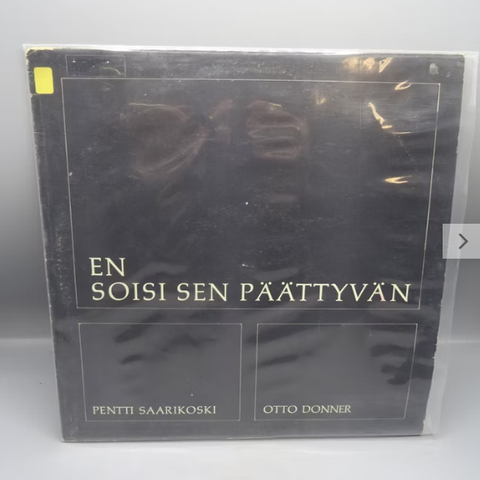 EN
SOISI SEN PÄÄTTYVÄN
PENTTI SAARIKOSKI
OTTO DONNER